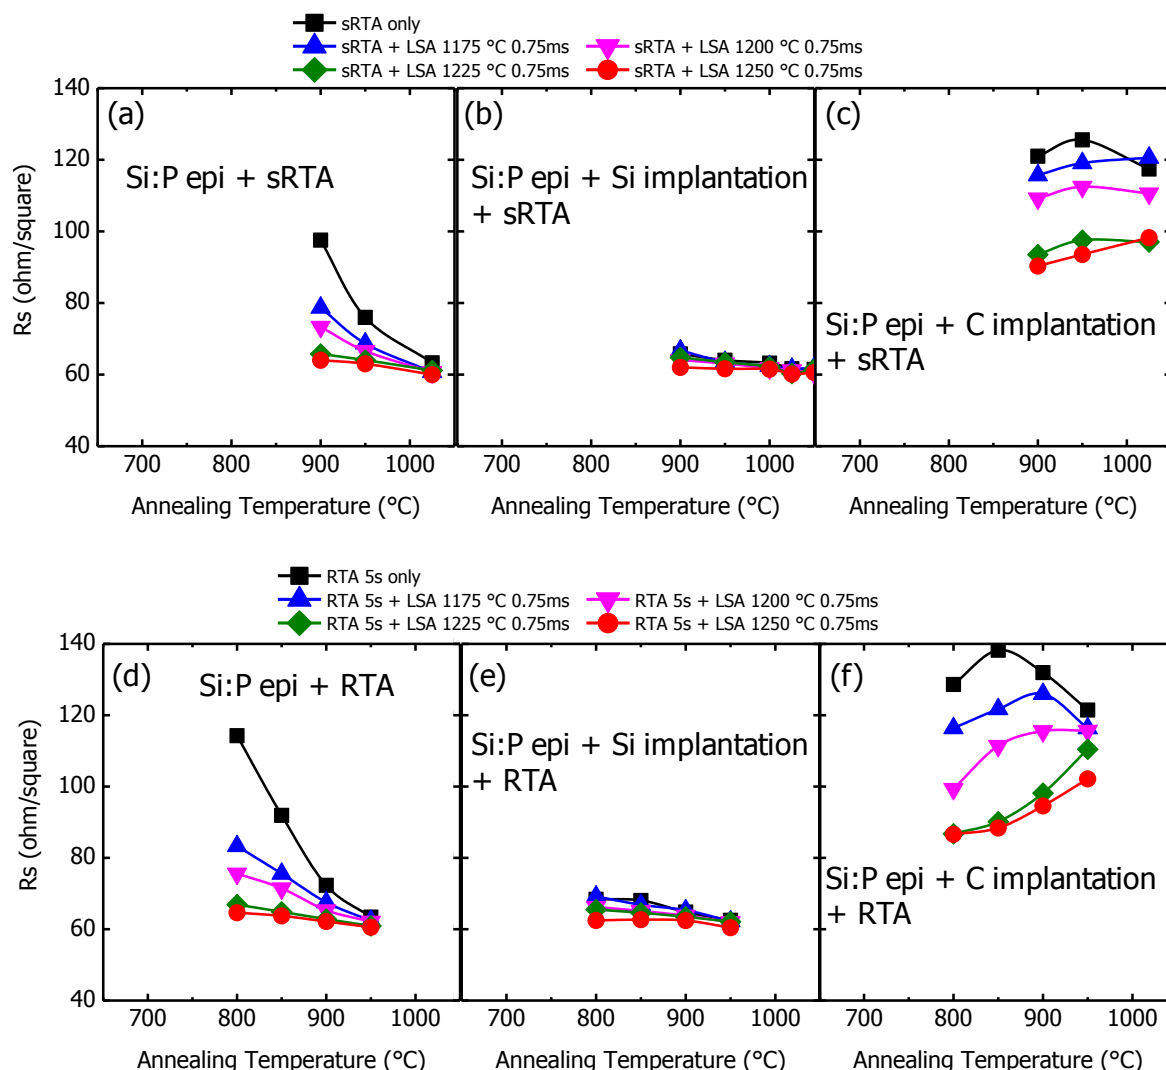 sRTA only
sRTA + LSA 1175 °C 0.75ms sRTA + LSA 1200 °C 0.75ms
sRTA + LSA 1225 °C 0.75ms sRTA + LSA 1250 °C 0.75ms
140
120
100
80
60
40
Rs (ohm/square)
(a)
Si:P epi + sRTA
700 800 900 1000
Annealing Temperature (°C)
(b)
Si:P epi + Si implantation
+ sRTA
700 800 900 1000
Annealing Temperature (°C)
(c)
Si:P epi + C implantation
+ sRTA
700 800 900 1000
Annealing Temperature (°C)
RTA 5s only
RTA 5s + LSA 1175 °C 0.75ms RTA 5s + LSA 1200 °C 0.75ms
RTA 5s + LSA 1225 °C 0.75ms RTA 5s + LSA 1250 °C 0.75ms
140
120
100
80
60
40
Rs (ohm/square)
(d)
Si:P epi + RTA
700 800 900 1000
Annealing Temperature (°C)
(e)
Si:P epi + Si implantation
+ RTA
700 800 900 1000
Annealing Temperature (°C)
(f)
Si:P epi + C implantation
+ RTA
700 800 900 1000
Annealing Temperature (°C)